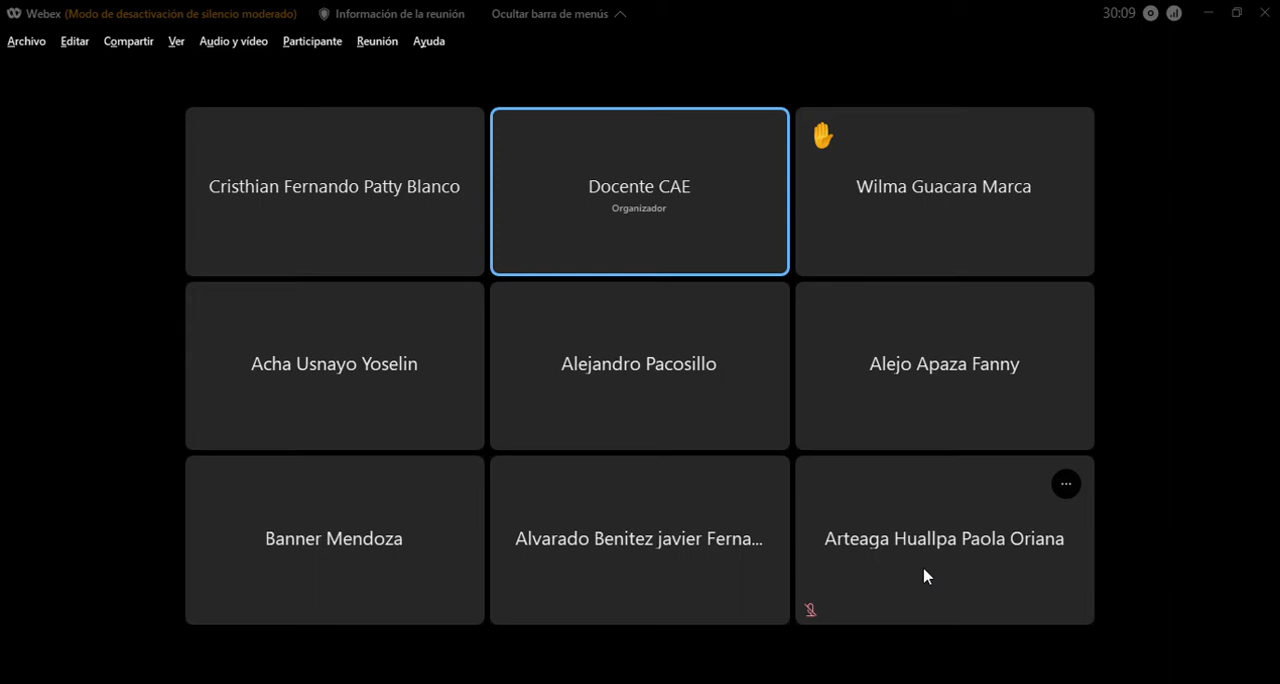 Webex (Modo de desactivación de silencio moderado) Información de la reunión Ocultar barra de menús 30:09
Archivo Editar Compartir Ver Audio y vídeo Participante Reunión Ayuda
Cristhian Fernando Patty Blanco
Docente CAE
Organizador
Wilma Guacara Marca
Acha Usnayo Yoselin
Alejandro Pacosillo
Alejo Apaza Fanny
Banner Mendoza
Alvarado Benitez javier Ferna...
Arteaga Huallpa Paola Oriana